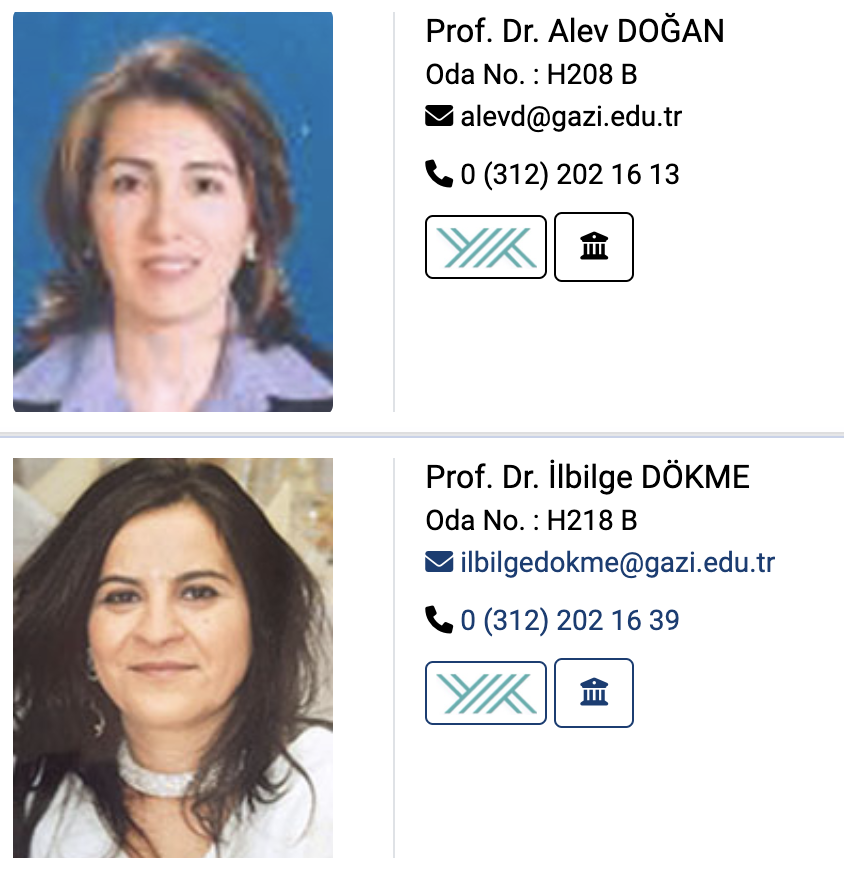 Prof. Dr. Alev DOĞAN
Oda No. : H208 B
alevd@gazi.edu.tr
0 (312) 202 16 13
Prof. Dr. İlbilge DÖKME
Oda No. : H218 B
ilbilgedokme@gazi.edu.tr
0 (312) 202 16 39